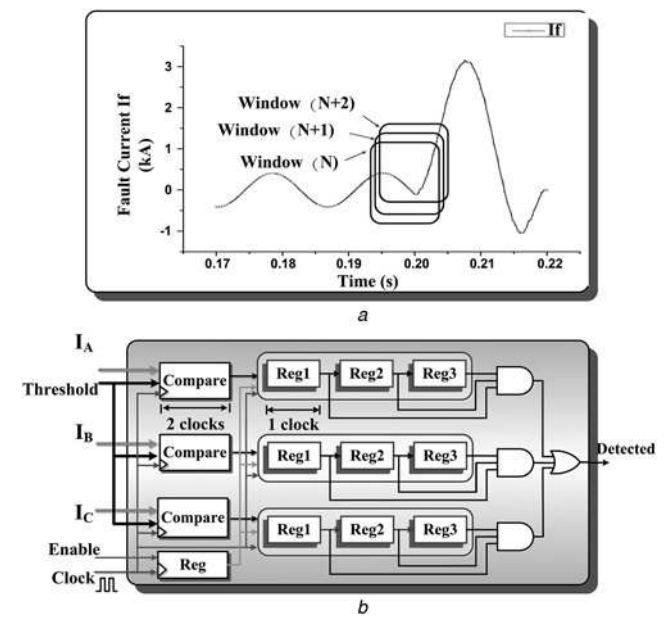 If
3
2
1
0
-1
Fault Current If
(kA)
Window (N+2)
Window (N+1)
Window (N)
0.17 0.18 0.19 0.20 0.21 0.22
Time (s)
a
IA
Threshold
IB
IC
Enable
Clock
Compare
2 clocks
Compare
Compare
Reg
Reg1 Reg2 Reg3
1 clock
Reg1 Reg2 Reg3
Reg1 Reg2 Reg3
Detected
b